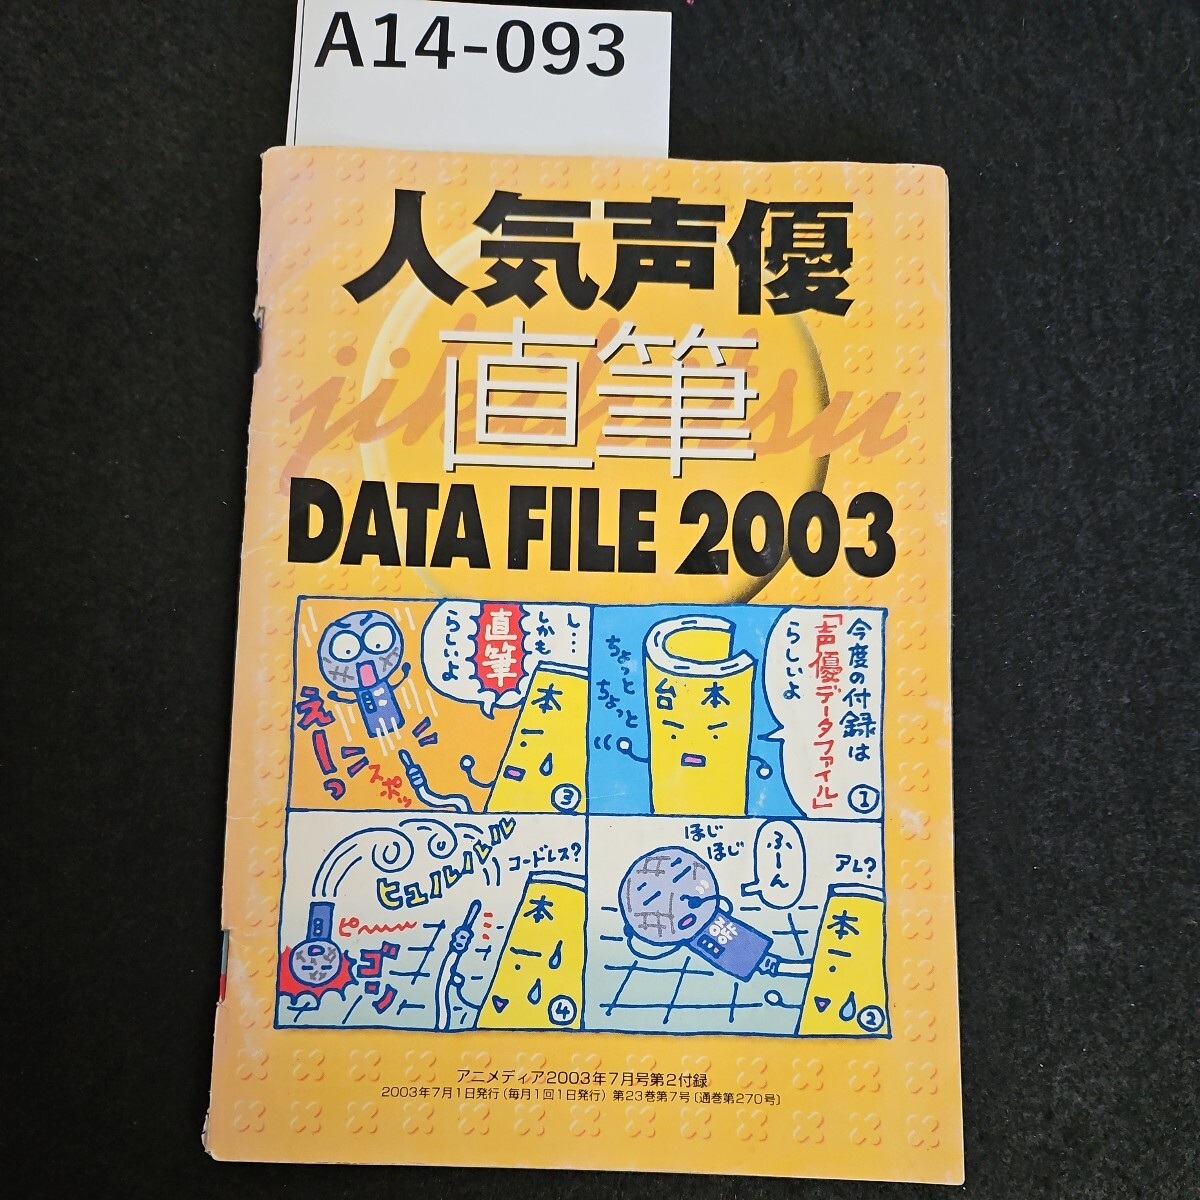 A14-093
人気声優
jikihitsu
直筆
DATA FILE 2003
今度の付録は
「声優データファイル」
らしいよ
台本
ちょっと
ちょっと
①
アレ?
ふーん
ほじ
ほじ
本
②
し‥‥
しかも
直筆
らしいよ
本
えーっ
スポッ
③
コードレス?
ヒュルルルル
ピ〜〜
ゴン
本
④
アニメディア2003年7月号第2付録
2003年7月1日発行(毎月1回1日発行) 第23巻第7号〔通巻第270号〕